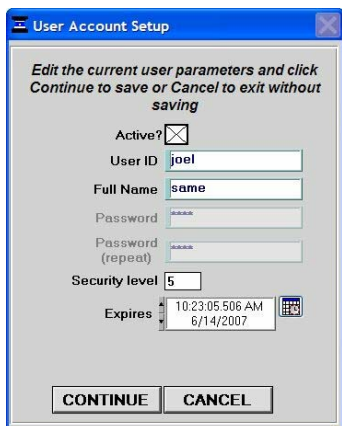 User Account Setup
Edit the current user parameters and click
Continue to save or Cancel to exit without
saving
Active?
User ID joel
Full Name same
Password ****
Password
(repeat) ****
Security level 5
Expires 10:23:05.506 AM
6/14/2007
CONTINUE CANCEL